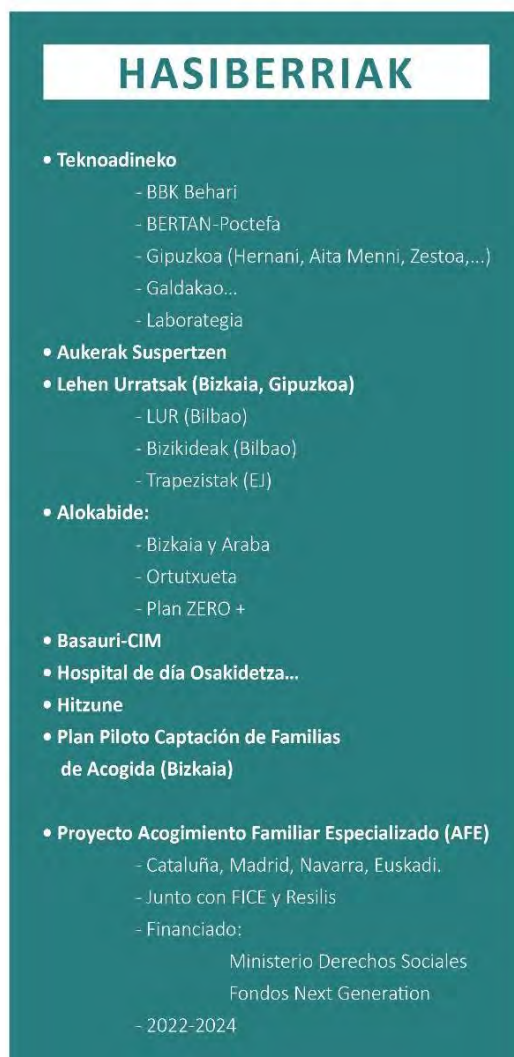 HASIBERRIAK
• Teknoadineko
- BBK Behari
- BERTAN-Poctefa
- Gipuzkoa (Hernani, Aita Menni, Zestoa,...)
- Galdakao...
- Laborategia
• Aukerak Suspertzen
• Lehen Urratsak (Bizkaia, Gipuzkoa)
- LUR (Bilbao)
- Bizikideak (Bilbao)
- Trapezistak (EJ)
• Alokabide:
- Bizkaia y Araba
- Ortutxueta
- Plan ZERO +
• Basauri-CIM
• Hospital de día Osakidetza...
• Hitzune
• Plan Piloto Captación de Familias
de Acogida (Bizkaia)
• Proyecto Acogimiento Familiar Especializado (AFE)
- Cataluña, Madrid, Navarra, Euskadi.
- Junto con FICE y Resilis
- Financiado:
Ministerio Derechos Sociales
Fondos Next Generation
- 2022-2024